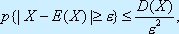 p{| X − E(X) |≥ ε} ≤ D(X)/ε²,